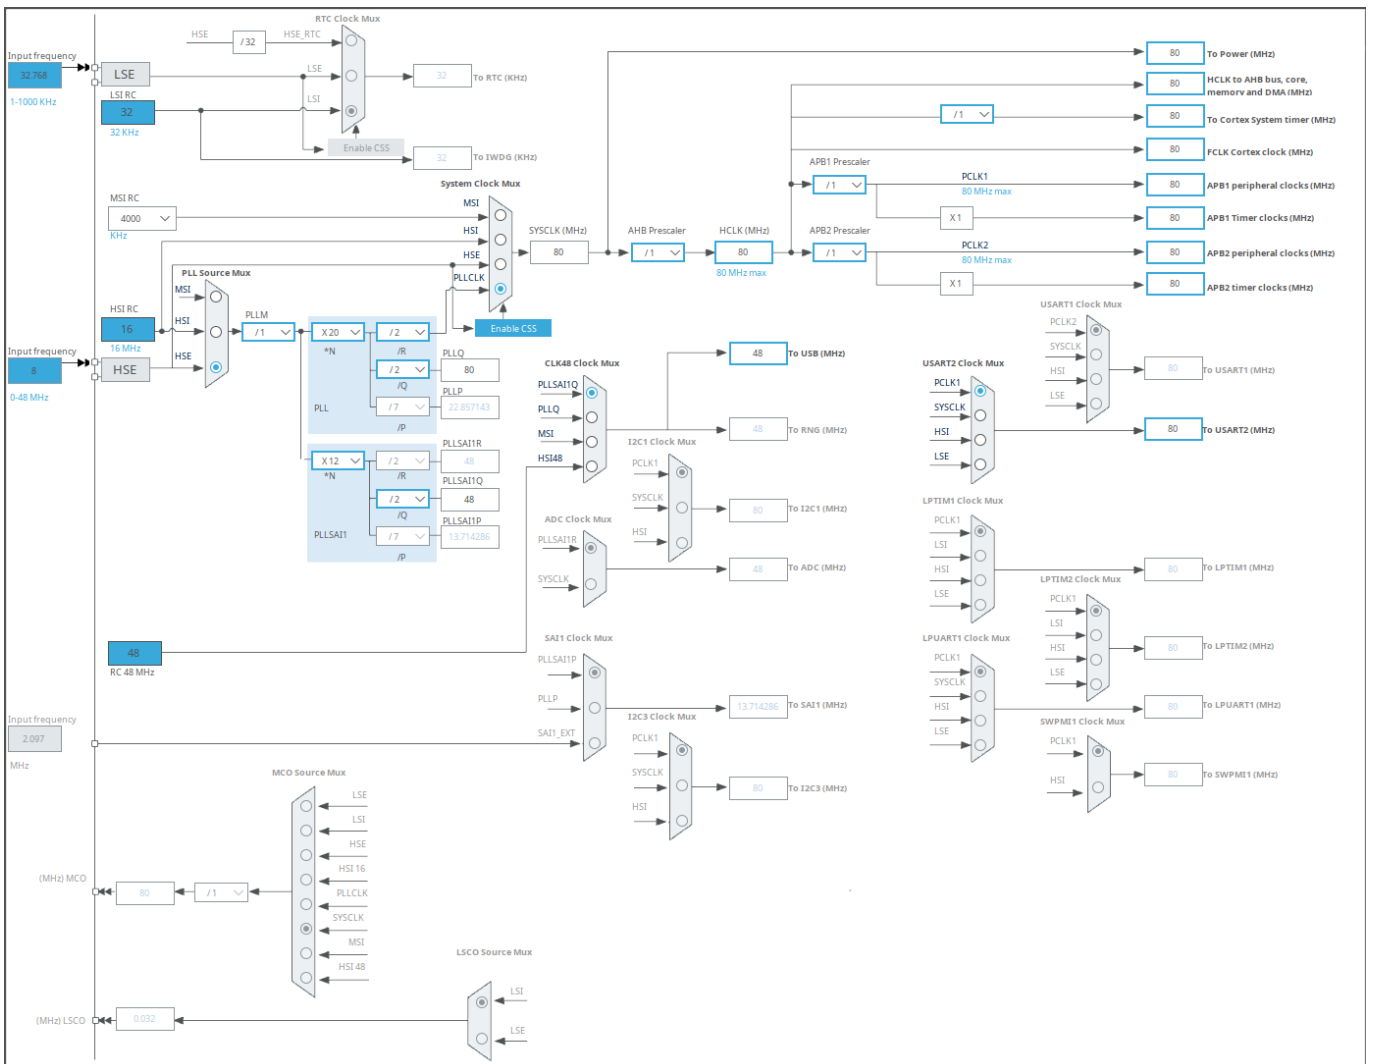 RTC Clock Mux
HSE
/ 32
HSE_RTC
Input frequency
32.768
1-1000 KHz
LSE
LSE
32
To RTC (KHz)
LSI RC
32
32 KHz
LSI
Enable CSS
32
To IWDG (KHz)
80
To Power (MHz)
80
HCLK to AHB bus, core,
memory and DMA (MHz)
/ 1
80
To Cortex System timer (MHz)
80
FCLK Cortex clock (MHz)
APB1 Prescaler
/ 1
PCLK1
80 MHz max
80
APB1 peripheral clocks (MHz)
X 1
80
APB1 Timer clocks (MHz)
System Clock Mux
MSI RC
4000
KHz
MSI
HSI
HSE
PLLCLK
SYSCLK (MHz)
80
AHB Prescaler
/ 1
HCLK (MHz)
80
80 MHz max
APB2 Prescaler
/ 1
PCLK2
80 MHz max
80
APB2 peripheral clocks (MHz)
X 1
80
APB2 timer clocks (MHz)
Enable CSS
PLL Source Mux
MSI
HSI RC
16
16 MHz
HSI
HSE
PLLM
/ 1
Input frequency
8
0-48 MHz
HSE
X 20
*N
/ 2
/R
PLLQ
/ 2
80
/Q
PLLP
PLL
/ 7
22.857143
/P
PLLSAI1R
X 12
*N
/ 2
48
/R
PLLSAI1Q
/ 2
48
/Q
PLLSAI1P
PLLSAI1
/ 7
13.714286
/P
CLK48 Clock Mux
PLLSAI1Q
PLLQ
MSI
HSI48
48
To USB (MHz)
48
To RNG (MHz)
I2C1 Clock Mux
PCLK1
SYSCLK
HSI
80
To I2C1 (MHz)
ADC Clock Mux
PLLSAI1R
SYSCLK
48
To ADC (MHz)
USART1 Clock Mux
PCLK2
SYSCLK
HSI
LSE
80
To USART1 (MHz)
USART2 Clock Mux
PCLK1
SYSCLK
HSI
LSE
80
To USART2 (MHz)
LPTIM1 Clock Mux
PCLK1
LSI
HSI
LSE
80
To LPTIM1 (MHz)
LPTIM2 Clock Mux
PCLK1
LSI
HSI
LSE
80
To LPTIM2 (MHz)
48
RC 48 MHz
SAI1 Clock Mux
PLLSAI1P
PLLP
SAI1_EXT
13.714286
To SAI1 (MHz)
LPUART1 Clock Mux
PCLK1
SYSCLK
HSI
LSE
80
To LPUART1 (MHz)
Input frequency
2.097
MHz
I2C3 Clock Mux
PCLK1
SYSCLK
HSI
80
To I2C3 (MHz)
SWPMI1 Clock Mux
PCLK1
HSI
80
To SWPMI1 (MHz)
MCO Source Mux
LSE
LSI
HSE
HSI 16
PLLCLK
SYSCLK
MSI
HSI 48
(MHz) MCO
80
/ 1
LSCO Source Mux
LSI
LSE
(MHz) LSCO
0.032